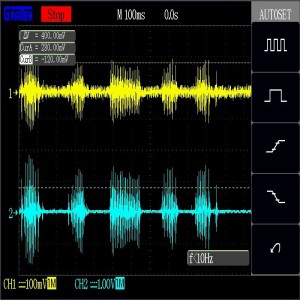 Stop M 100ms 0.0s AUTOSET
ΔV = 400.00mV
CurA = 280.00mV
CurB = -120.00mV
1
2
f<10Hz
CH1 100mV CH2 1.00V